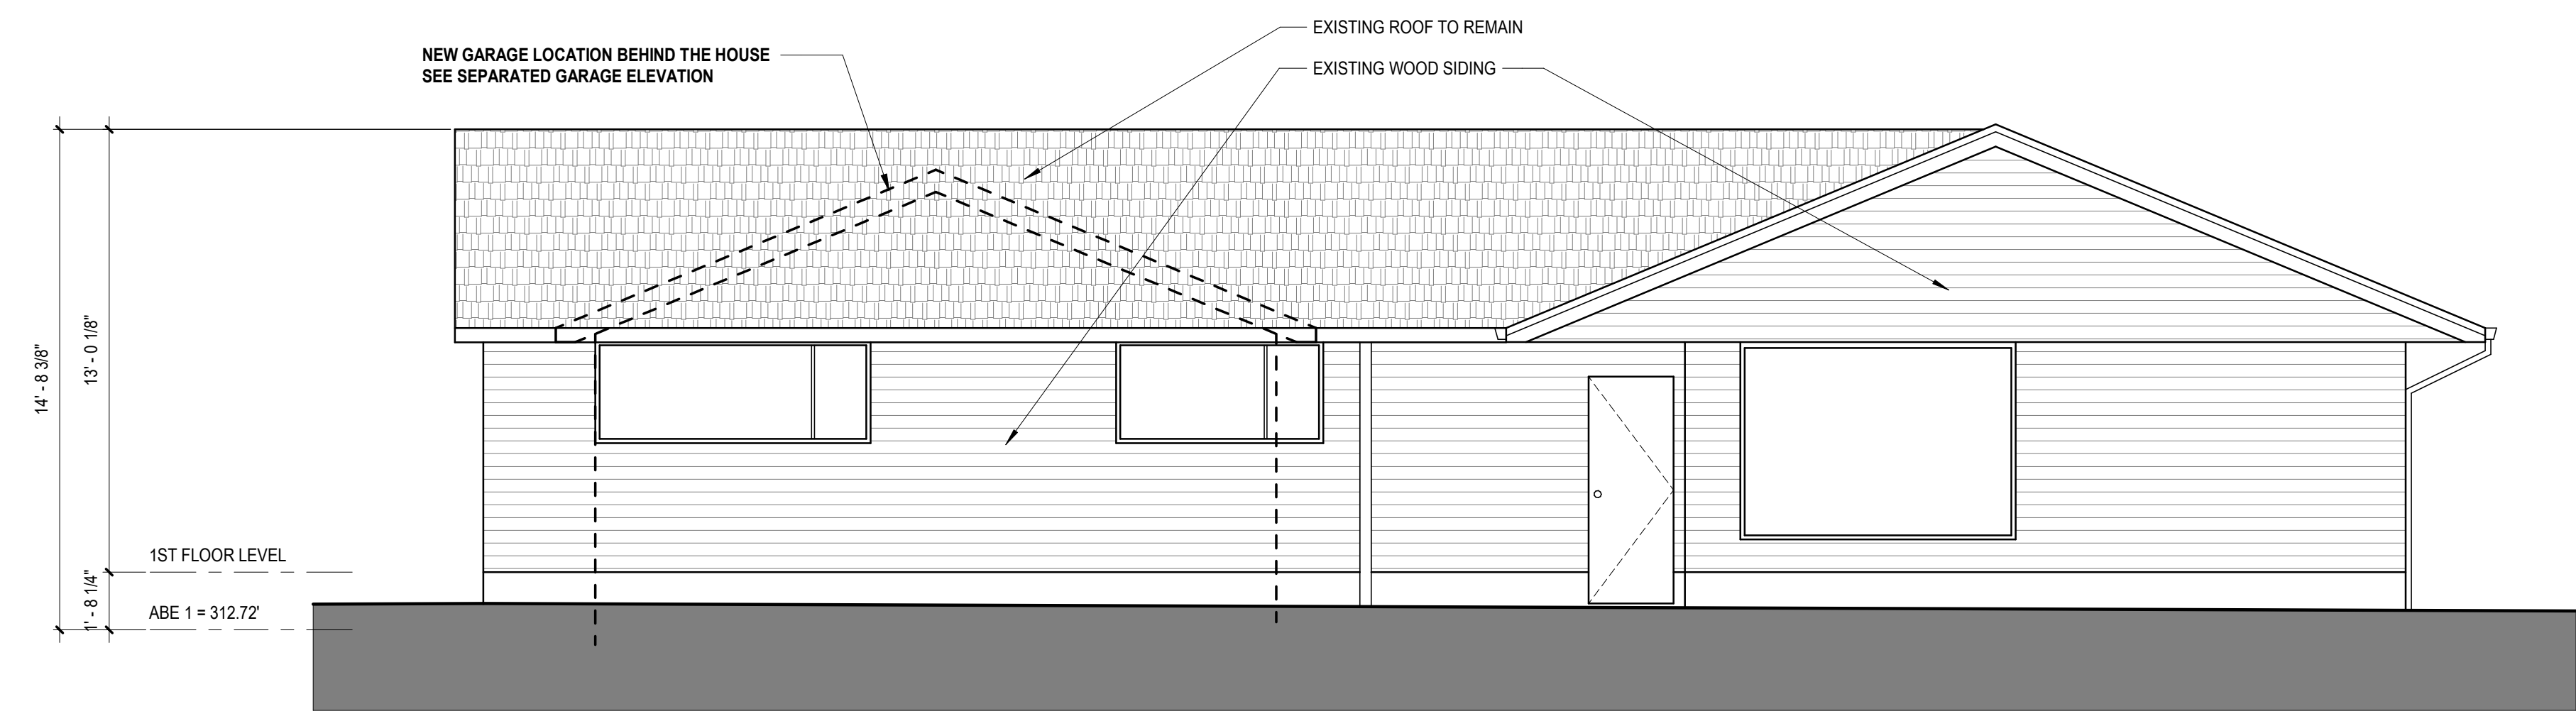 EXISTING ROOF TO REMAIN
NEW GARAGE LOCATION BEHIND THE HOUSE
SEE SEPARATED GARAGE ELEVATION
EXISTING WOOD SIDING
14' - 8 3/8"
13' - 0 1/8"
1ST FLOOR LEVEL
1' - 8 1/4"
ABE 1 = 312.72'